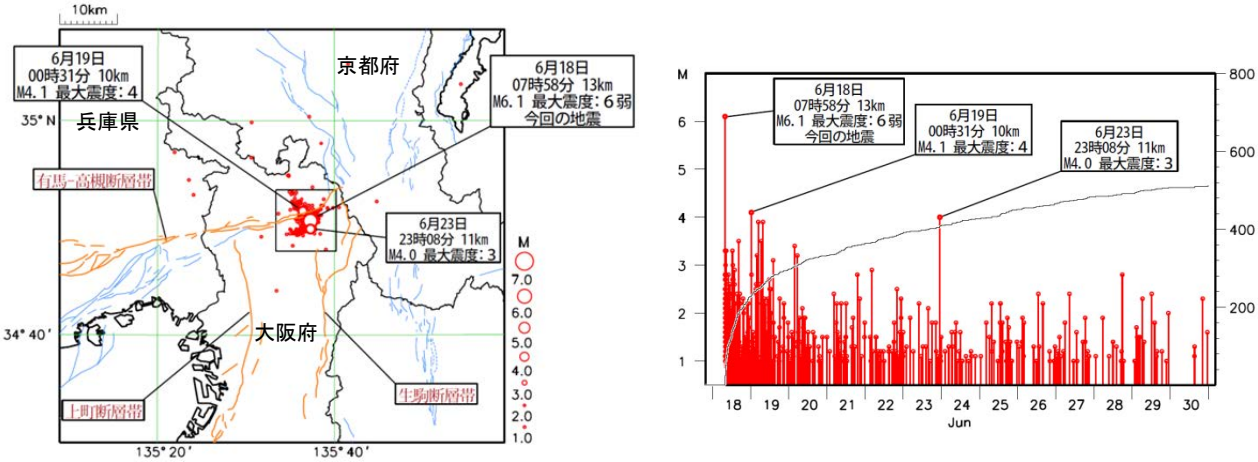 10km
6月19日
00時31分 10km
M4.1 最大震度：4
京都府
6月18日
07時58分 13km
M6.1 最大震度：6弱
今回の地震
兵庫県
35° N
有馬−高槻断層帯
6月23日
23時08分 11km
M4.0 最大震度：3
M
7.0
6.0
5.0
4.0
3.0
2.0
1.0
34° 40′
大阪府
上町断層帯
生駒断層帯
135° 20′
135° 40′
M
6
5
4
3
2
1
800
600
400
200
6月18日
07時58分 13km
M6.1 最大震度：6弱
今回の地震
6月19日
00時31分 10km
M4.1 最大震度：4
6月23日
23時08分 11km
M4.0 最大震度：3
18 19 20 21 22 23 24 25 26 27 28 29 30
Jun